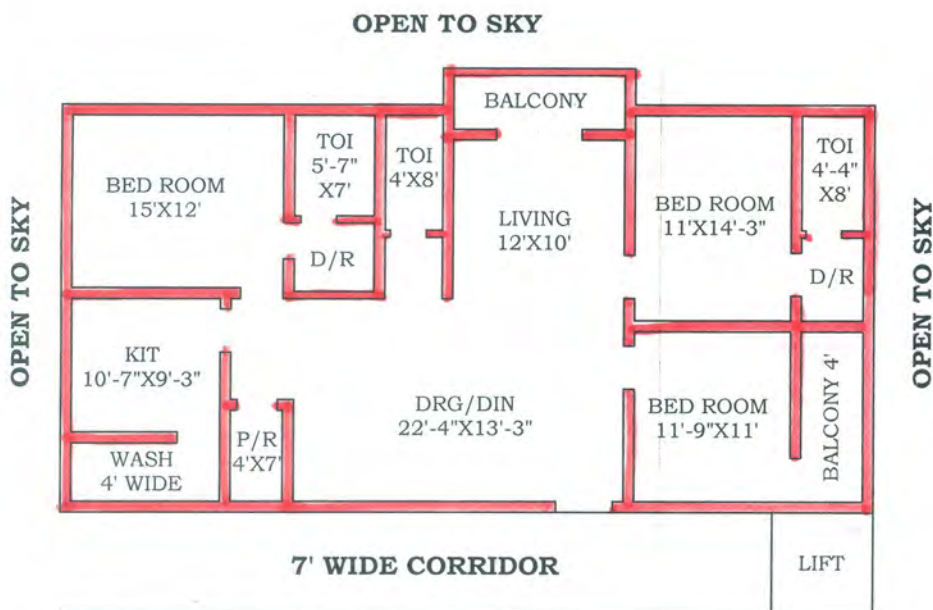 OPEN TO SKY
BALCONY
TOI
5'-7"
X7'
TOI
4'X8'
TOI
4'-4"
X8'
BED ROOM
15'X12'
LIVING
12'X10'
BED ROOM
11'X14'-3"
D/R
D/R
OPEN TO SKY
OPEN TO SKY
KIT
10'-7"X9'-3"
DRG/DIN
22'-4"X13'-3"
BED ROOM
11'-9"X11'
BALCONY 4'
P/R
4'X7'
WASH
4' WIDE
7' WIDE CORRIDOR
LIFT